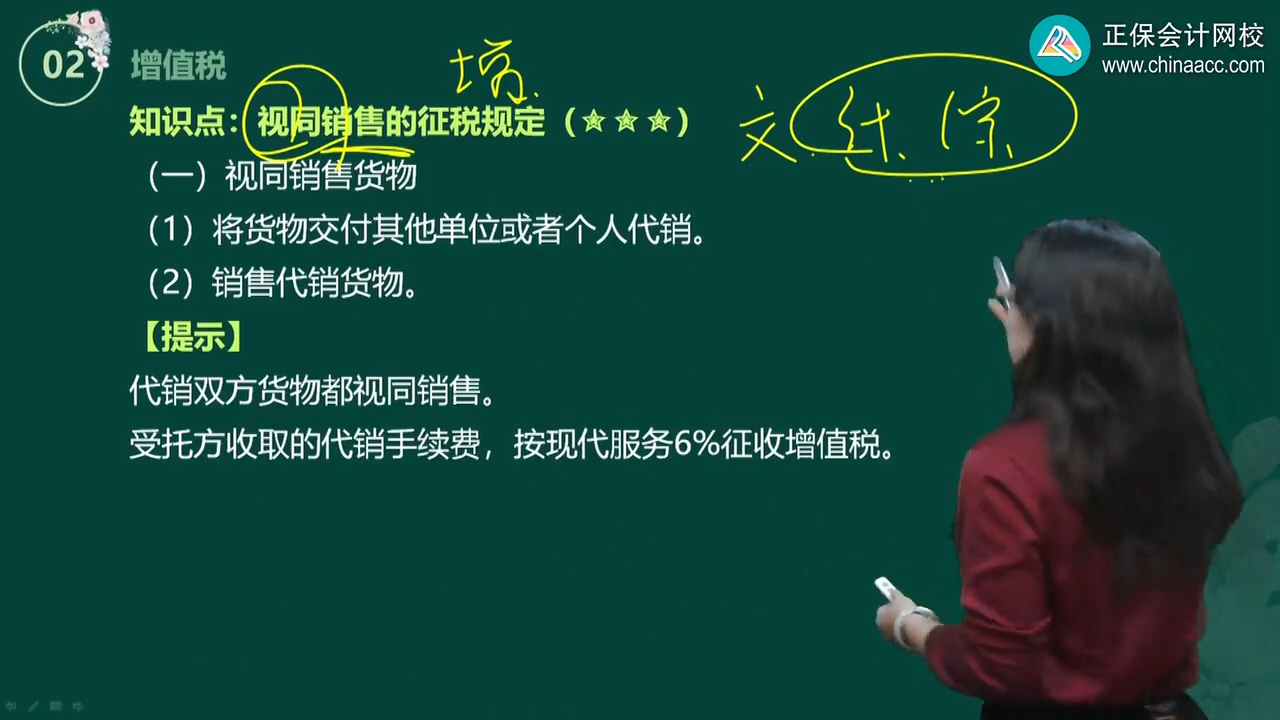 02
增值税
正保会计网校
www.chinaacc.com
知识点：视同销售的征税规定（☆☆☆）
（一）视同销售货物
（1）将货物交付其他单位或者个人代销。
（2）销售代销货物。
【提示】
代销双方货物都视同销售。
受托方收取的代销手续费，按现代服务6%征收增值税。